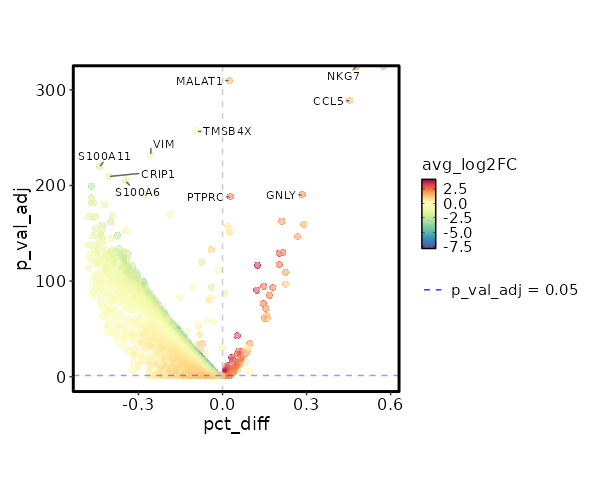 NKG7
MALAT1
CCL5
TMSB4X
VIM
S100A11
CRIP1
S100A6
PTPRC
GNLY
300
200
100
0
p_val_adj
-0.3
0.0
0.3
0.6
pct_diff
avg_log2FC
2.5
0.0
-2.5
-5.0
-7.5
p_val_adj = 0.05